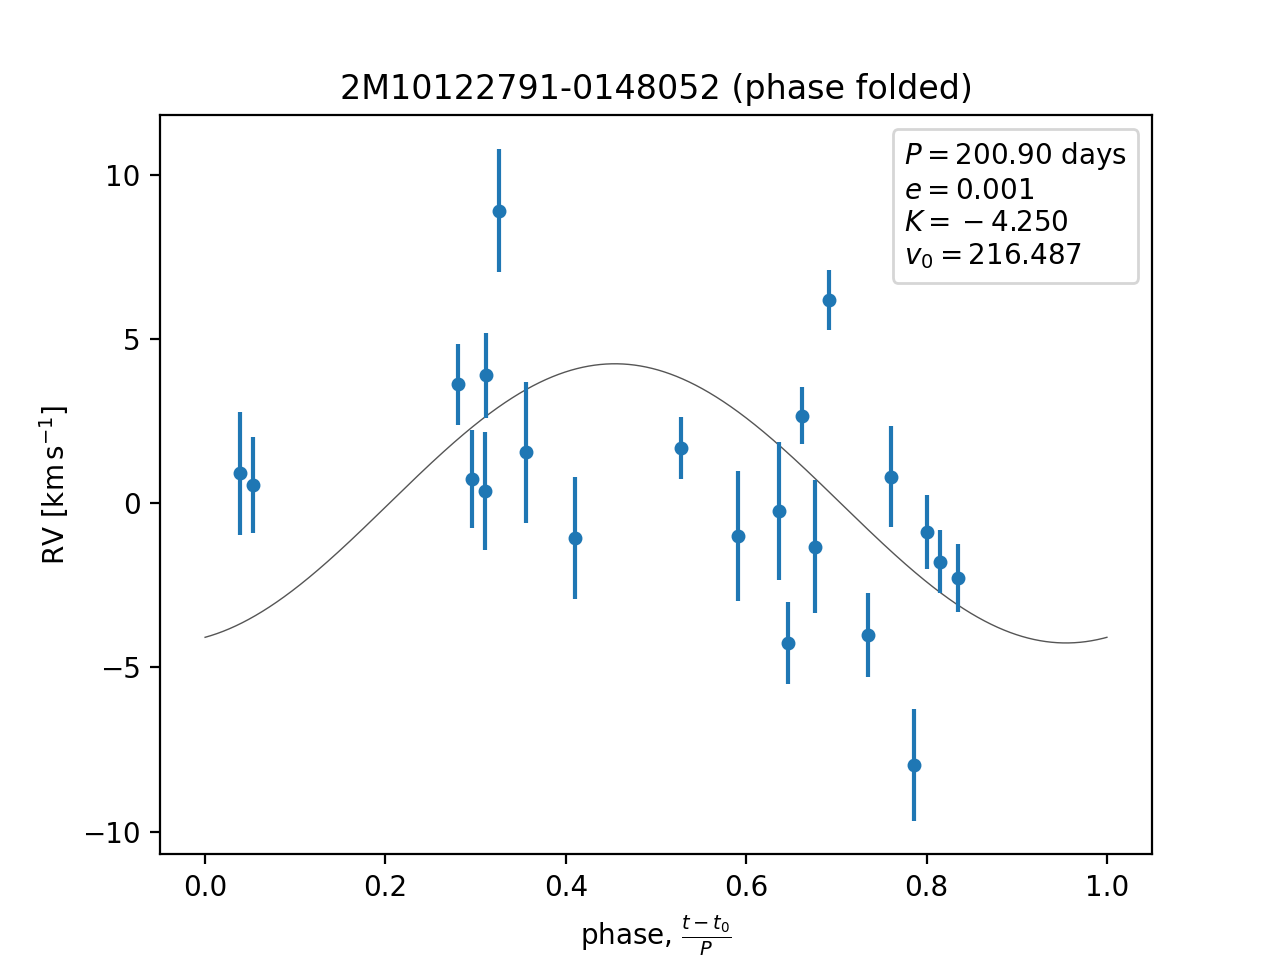 2M10122791-0148052 (phase folded)
P = 200.90 days
e = 0.001
K = −4.250
v₀ = 216.487
RV [km s⁻¹]
10
5
0
−5
−10
0.0 0.2 0.4 0.6 0.8 1.0
phase, (t − t₀)/P